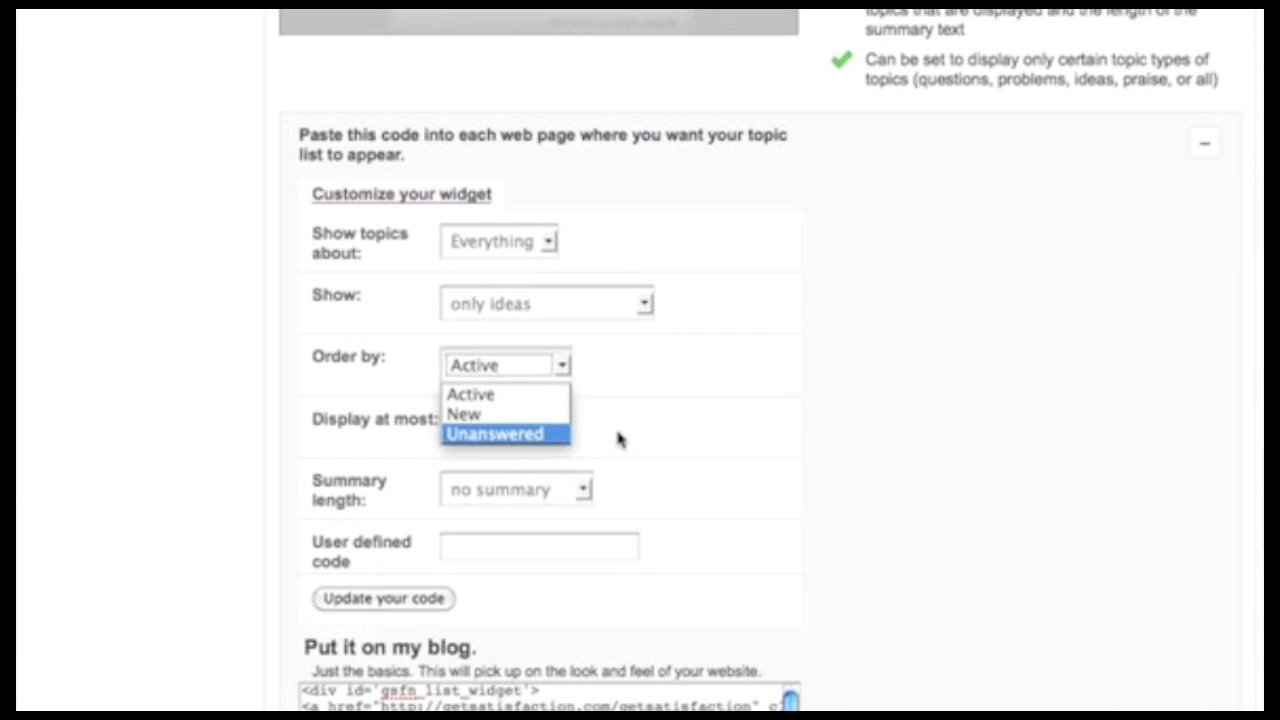 topics that are displayed and the length of the
summary text
Can be set to display only certain topic types of
topics (questions, problems, ideas, praise, or all)
Paste this code into each web page where you want your topic
list to appear.
Customize your widget
Show topics
about:
Everything
Show:
only ideas
Order by:
Active
Active
New
Display at most:
Unanswered
Summary
length:
no summary
User defined
code
Update your code
Put it on my blog.
Just the basics. This will pick up on the look and feel of your website.
<div id='gsfn_list_widget'>
<a href="http://getsatisfaction.com/getsatisfaction" c